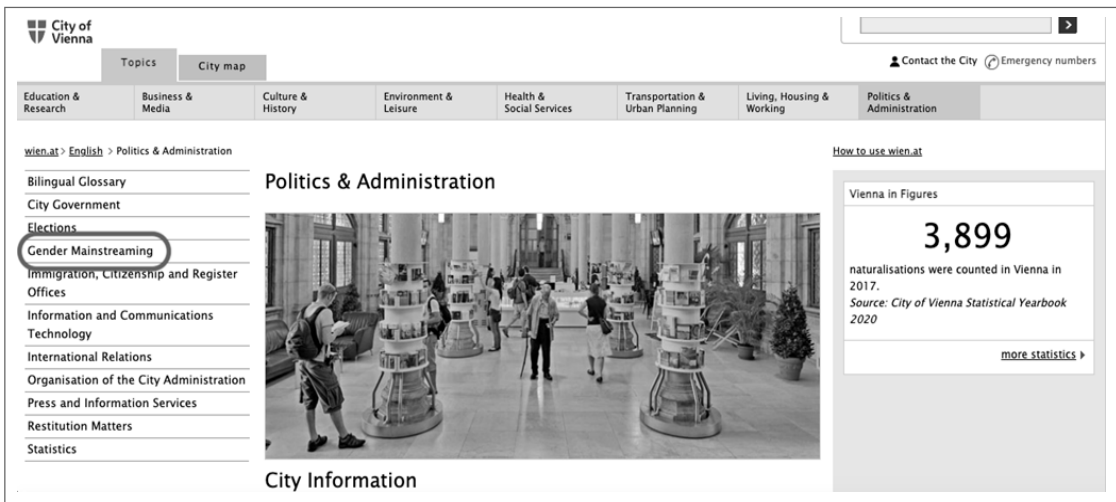 City of
Vienna
Topics
City map
Contact the City
Emergency numbers
Education &
Research
Business &
Media
Culture &
History
Environment &
Leisure
Health &
Social Services
Transportation &
Urban Planning
Living, Housing &
Working
Politics &
Administration
wien.at > English > Politics & Administration
How to use wien.at
Bilingual Glossary
City Government
Elections
Gender Mainstreaming
Immigration, Citizenship and Register
Offices
Information and Communications
Technology
International Relations
Organisation of the City Administration
Press and Information Services
Restitution Matters
Statistics
Politics & Administration
City Information
Vienna in Figures
3,899
naturalisations were counted in Vienna in
2017.
Source: City of Vienna Statistical Yearbook
2020
more statistics